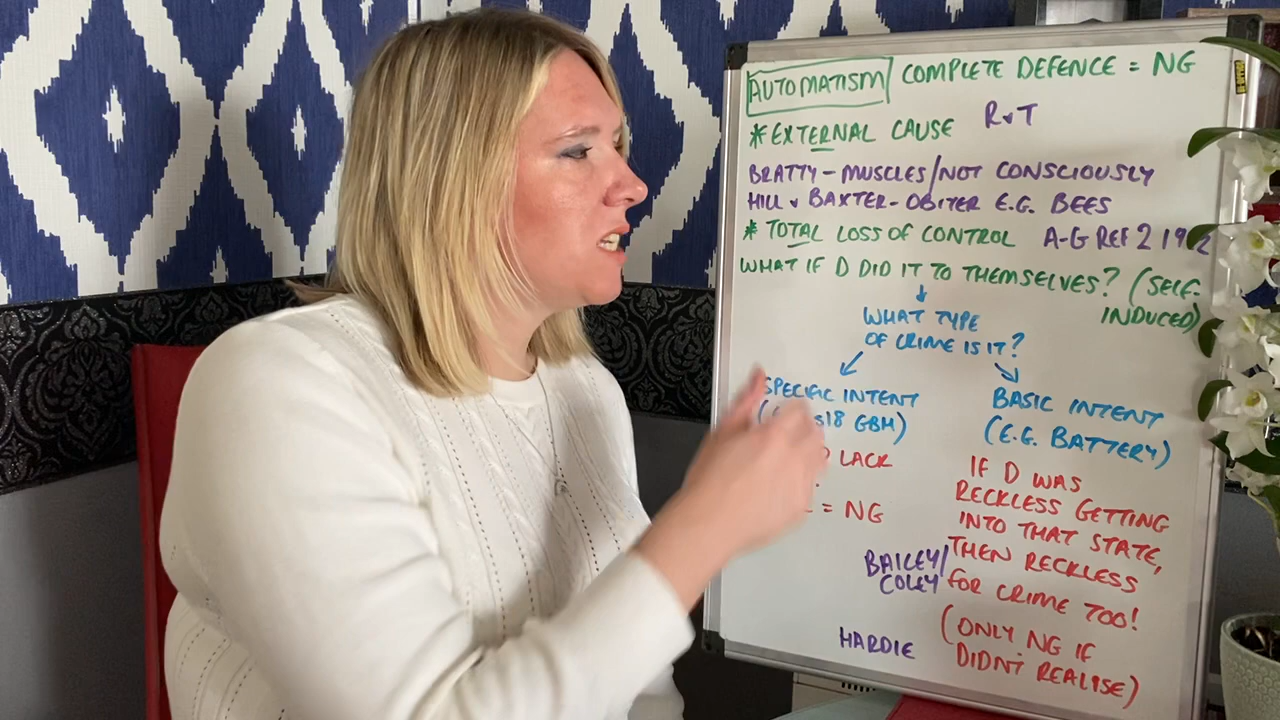 AUTOMATISM COMPLETE DEFENCE = NG
* EXTERNAL CAUSE R v T
BRATTY - MUSCLES/NOT CONSCIOUSLY
HILL v BAXTER - OBITER E.G. BEES
* TOTAL LOSS OF CONTROL A-G REF 2 19 2
WHAT IF D DID IT TO THEMSELVES? (SELF-
INDUCED)
WHAT TYPE
OF CRIME IS IT?
SPECIFIC INTENT
( s18 GBH)
LACK
= NG
BASIC INTENT
(E.G. BATTERY)
IF D WAS
RECKLESS GETTING
INTO THAT STATE,
THEN RECKLESS
FOR CRIME TOO!
(ONLY NG IF
DIDN'T REALISE)
BAILEY/
COLEY
HARDIE